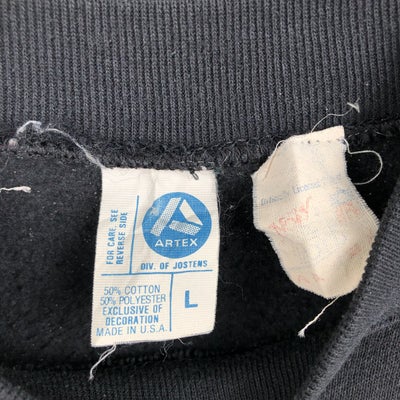 FOR CARE, SEE
REVERSE SIDE
ARTEX
DIV. OF JOSTENS
50% COTTON
50% POLYESTER
EXCLUSIVE OF
DECORATION
MADE IN U.S.A.
L